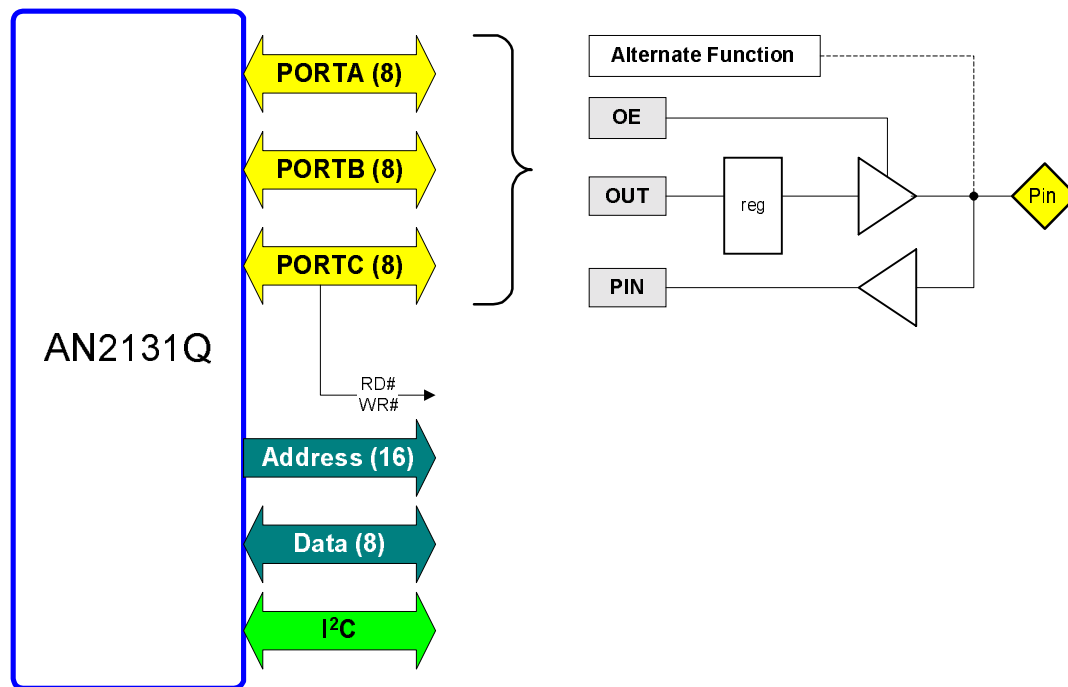 AN2131Q
PORTA (8)
PORTB (8)
PORTC (8)
RD#
WR#
Address (16)
Data (8)
I²C
Alternate Function
OE
OUT
reg
PIN
Pin